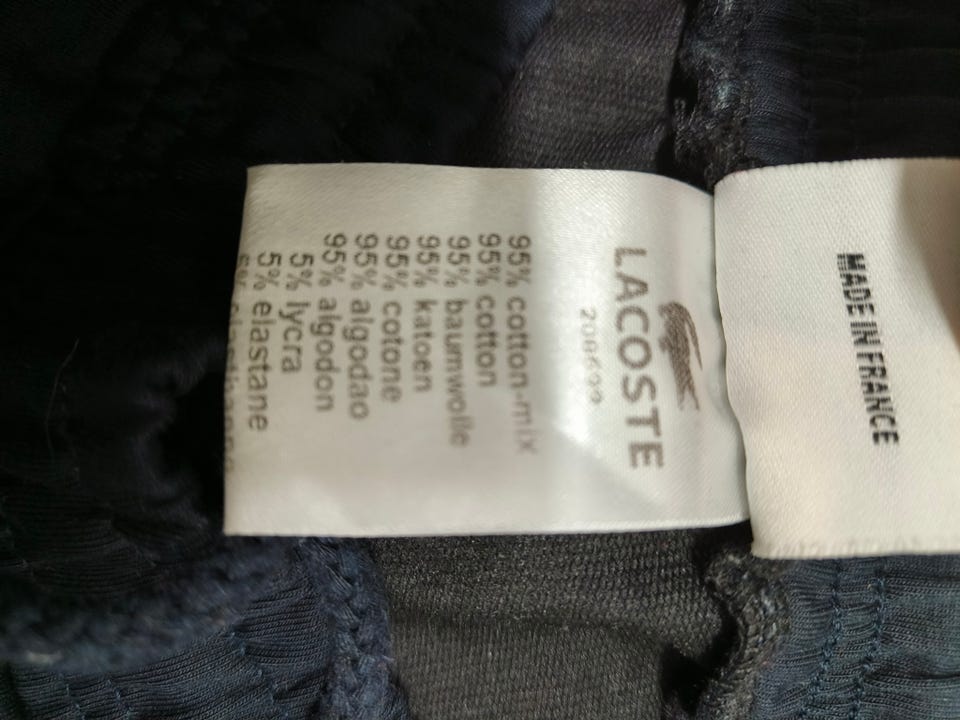 LACOSTE
95% cotton-mix
95% cotton
95% baumwolle
95% katoen
95% cotone
95% algodao
95% algodon
5% lycra
5% elastane
MADE IN FRANCE